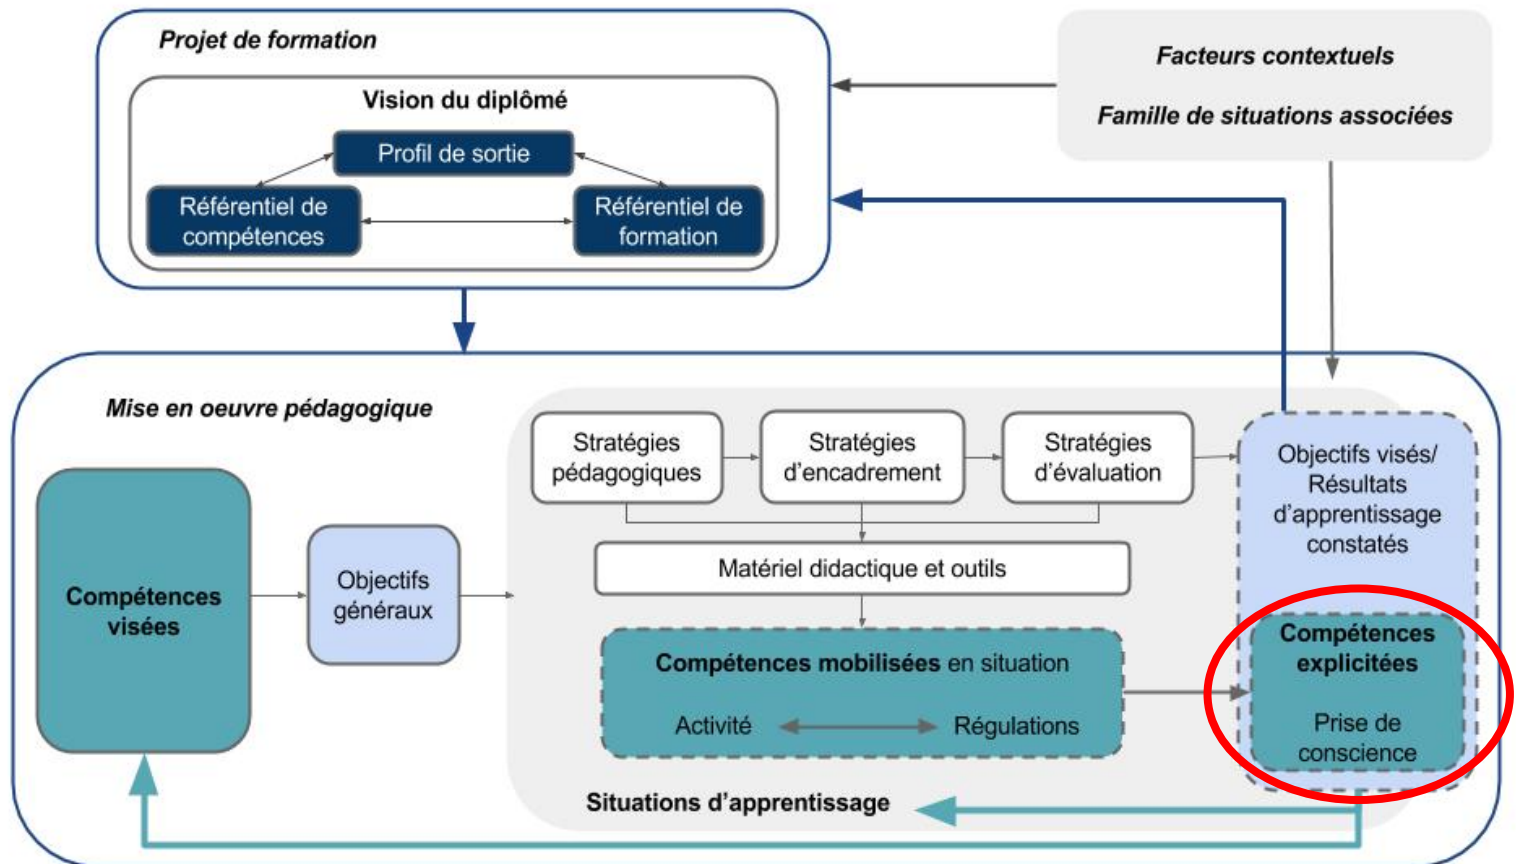 Projet de formation
Vision du diplômé
Profil de sortie
Référentiel de
compétences
Référentiel de
formation
Facteurs contextuels
Famille de situations associées
Mise en oeuvre pédagogique
Compétences
visées
Objectifs
généraux
Stratégies
pédagogiques
Stratégies
d'encadrement
Stratégies
d'évaluation
Matériel didactique et outils
Compétences mobilisées en situation
Activité
Régulations
Situations d'apprentissage
Objectifs visés/
Résultats
d'apprentissage
constatés
Compétences
explicitées
Prise de
conscience